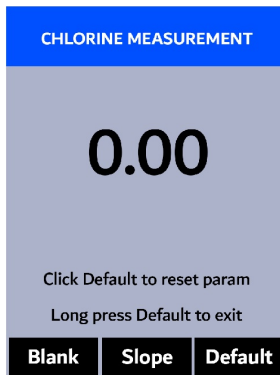 CHLORINE MEASUREMENT
0.00
Click Default to reset param
Long press Default to exit
Blank Slope Default